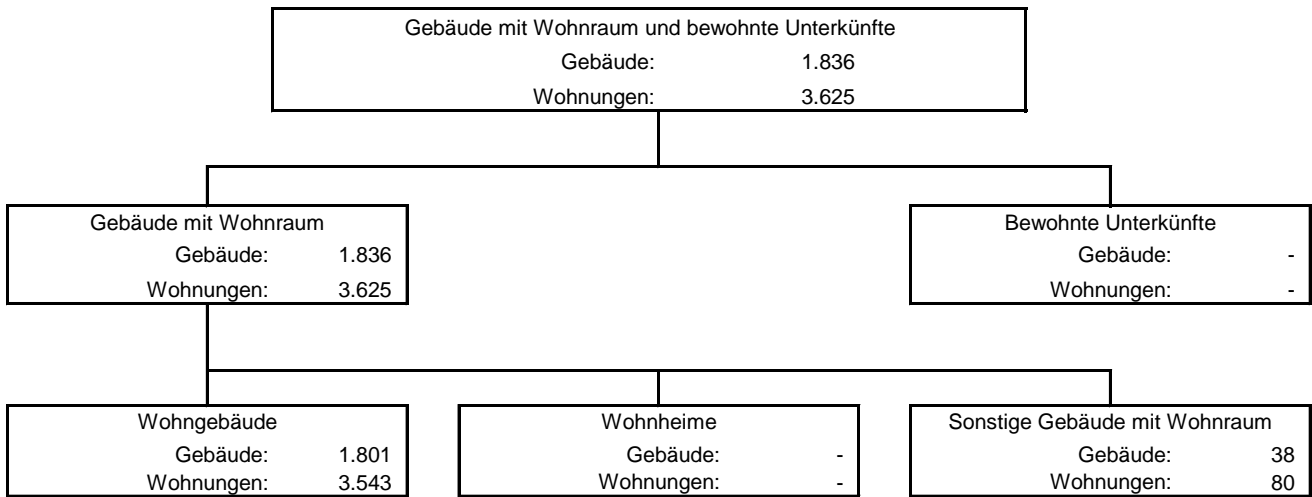 Gebäude mit Wohnraum und bewohnte Unterkünfte
Gebäude: 1.836
Wohnungen: 3.625
Gebäude mit Wohnraum
Gebäude: 1.836
Wohnungen: 3.625
Bewohnte Unterkünfte
Gebäude: -
Wohnungen: -
Wohngebäude
Gebäude: 1.801
Wohnungen: 3.543
Wohnheime
Gebäude: -
Wohnungen: -
Sonstige Gebäude mit Wohnraum
Gebäude: 38
Wohnungen: 80